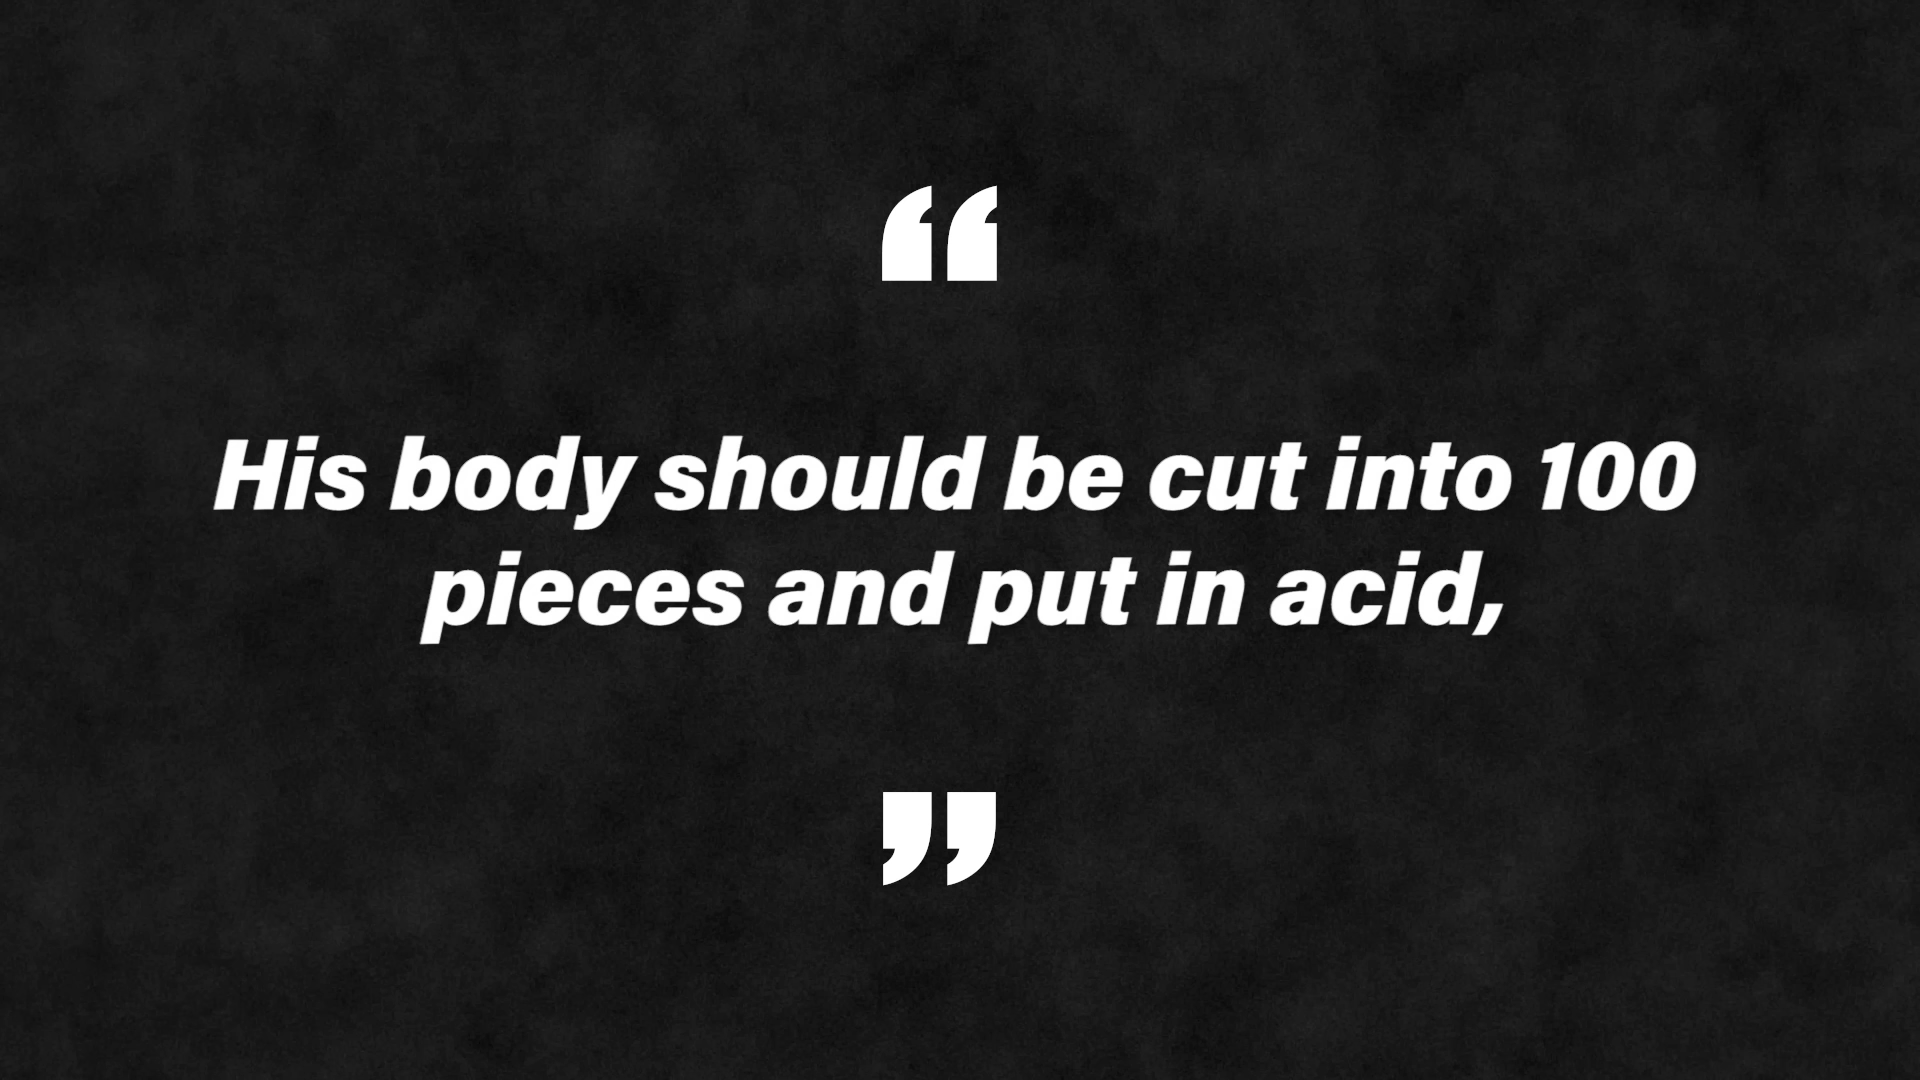 “
His body should be cut into 100
pieces and put in acid,
”